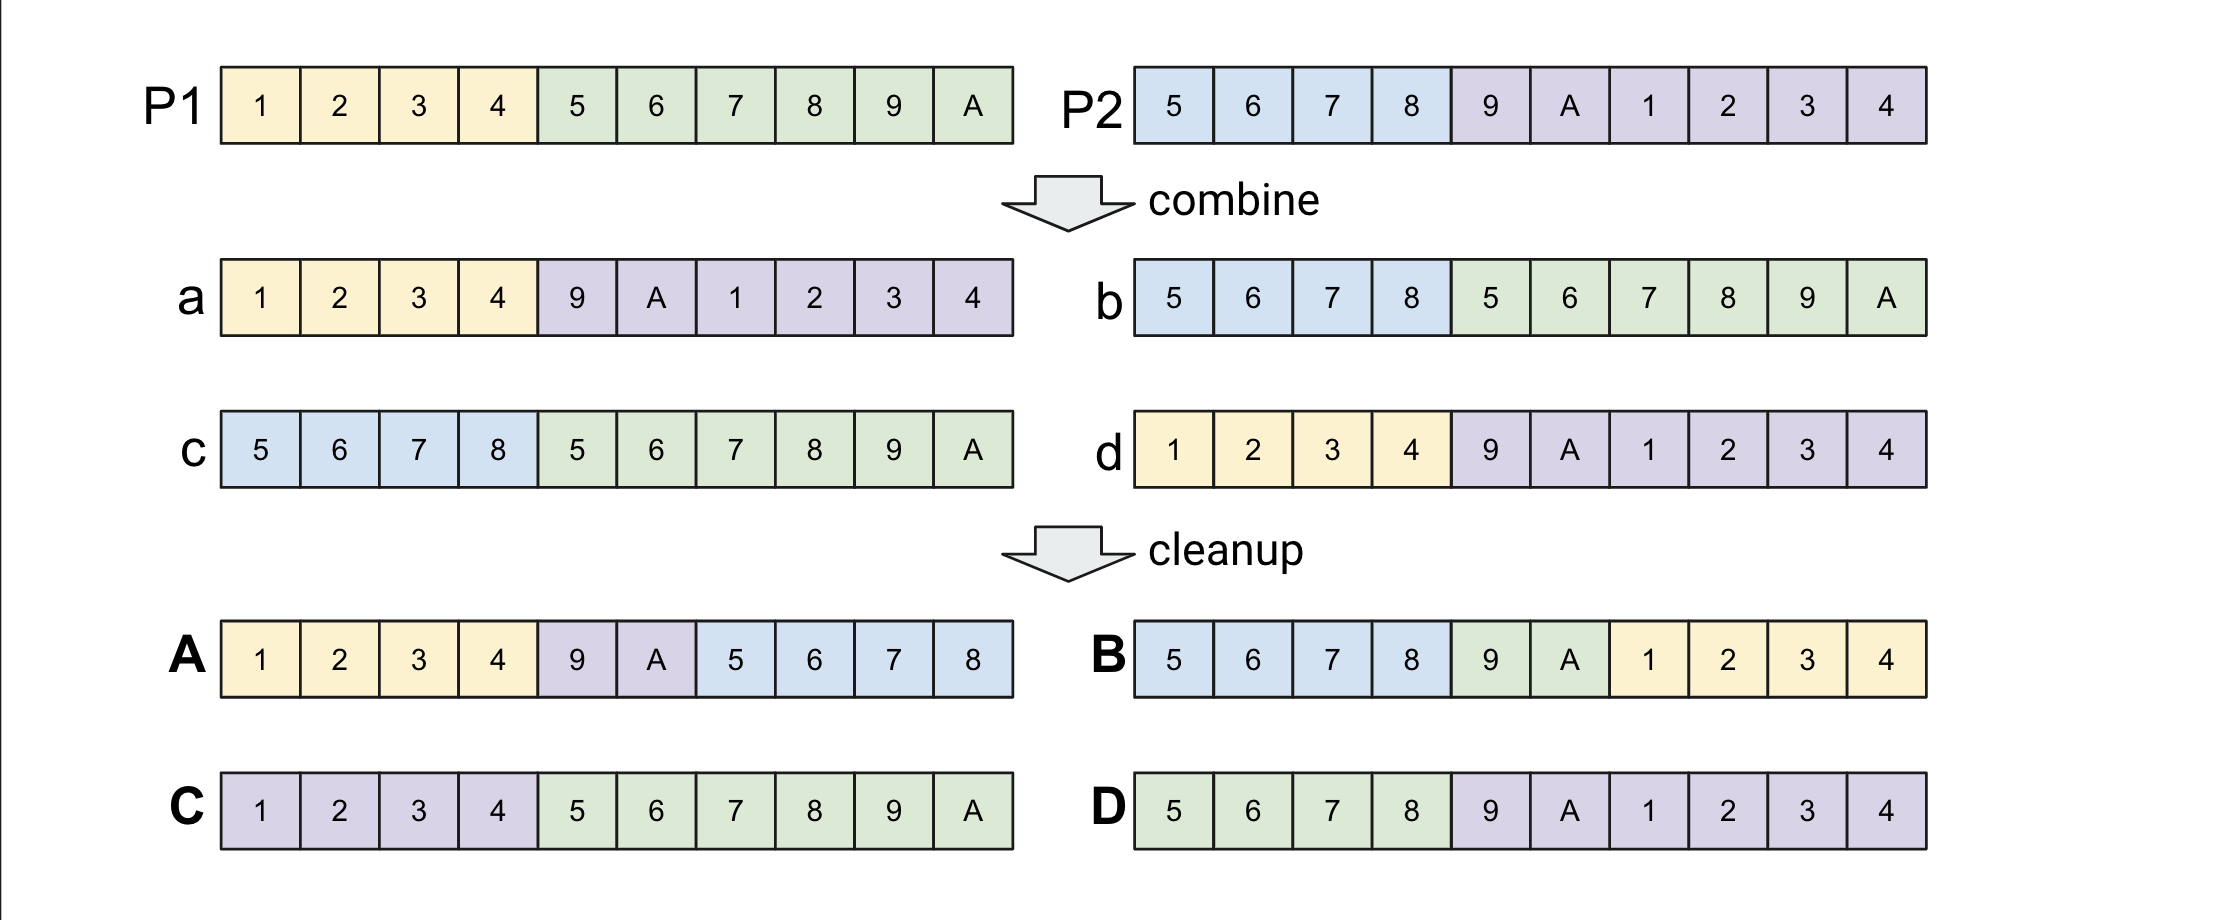 P1 1 2 3 4 5 6 7 8 9 A P2 5 6 7 8 9 A 1 2 3 4
combine
a 1 2 3 4 9 A 1 2 3 4 b 5 6 7 8 5 6 7 8 9 A
c 5 6 7 8 5 6 7 8 9 A d 1 2 3 4 9 A 1 2 3 4
cleanup
A 1 2 3 4 9 A 5 6 7 8 B 5 6 7 8 9 A 1 2 3 4
C 1 2 3 4 5 6 7 8 9 A D 5 6 7 8 9 A 1 2 3 4